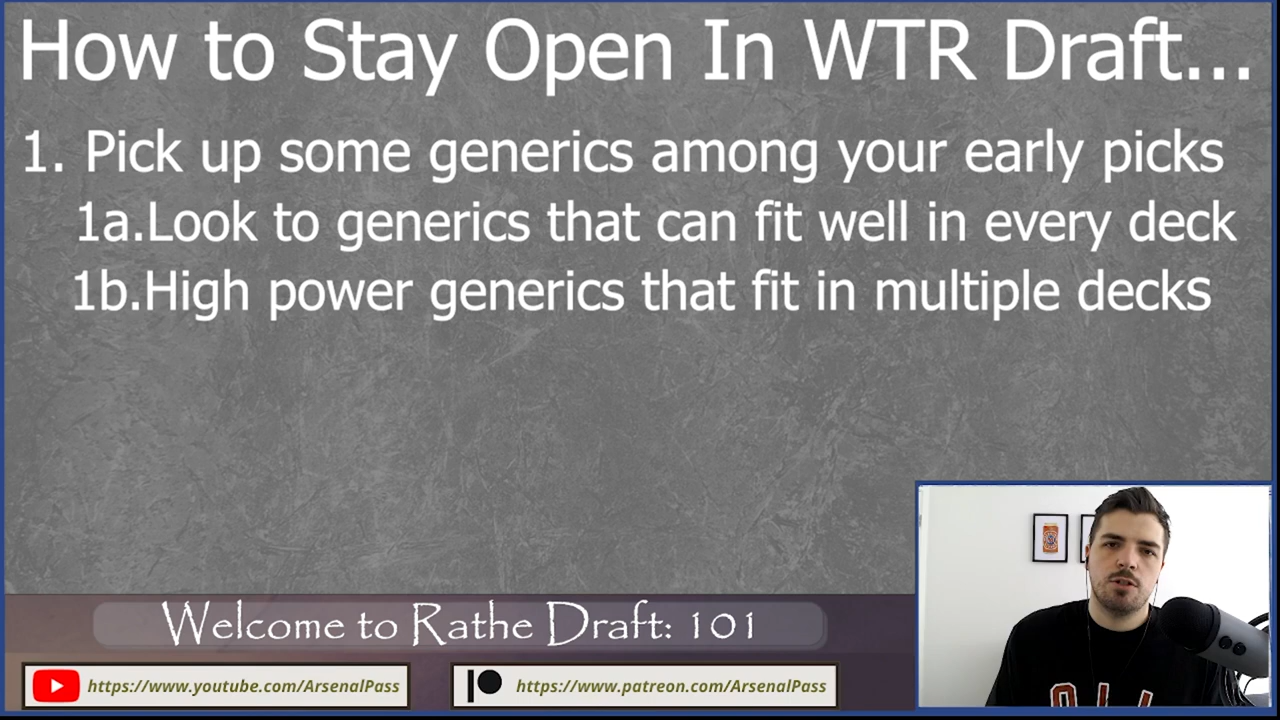 How to Stay Open In WTR Draft...
1. Pick up some generics among your early picks
1a.Look to generics that can fit well in every deck
1b.High power generics that fit in multiple decks
Welcome to Rathe Draft: 101
https://www.youtube.com/ArsenalPass
https://www.patreon.com/ArsenalPass